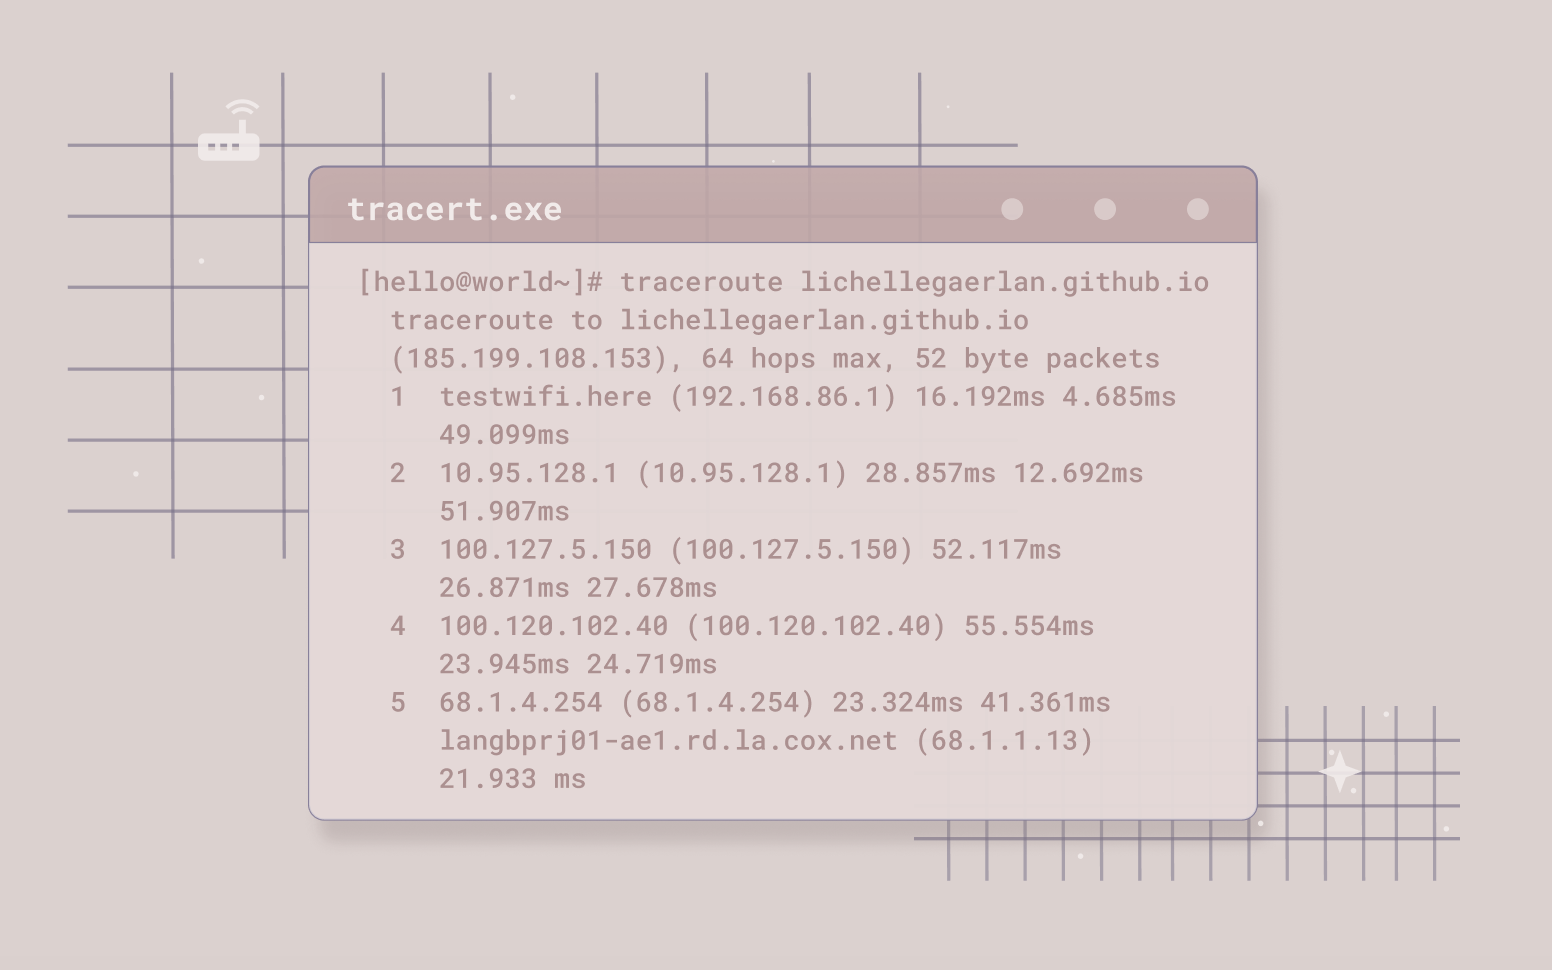 tracert.exe
[hello@world~]# traceroute lichellegaerlan.github.io
traceroute to lichellegaerlan.github.io
(185.199.108.153), 64 hops max, 52 byte packets
1 testwifi.here (192.168.86.1) 16.192ms 4.685ms
49.099ms
2 10.95.128.1 (10.95.128.1) 28.857ms 12.692ms
51.907ms
3 100.127.5.150 (100.127.5.150) 52.117ms
26.871ms 27.678ms
4 100.120.102.40 (100.120.102.40) 55.554ms
23.945ms 24.719ms
5 68.1.4.254 (68.1.4.254) 23.324ms 41.361ms
langbprj01-ae1.rd.la.cox.net (68.1.1.13)
21.933 ms